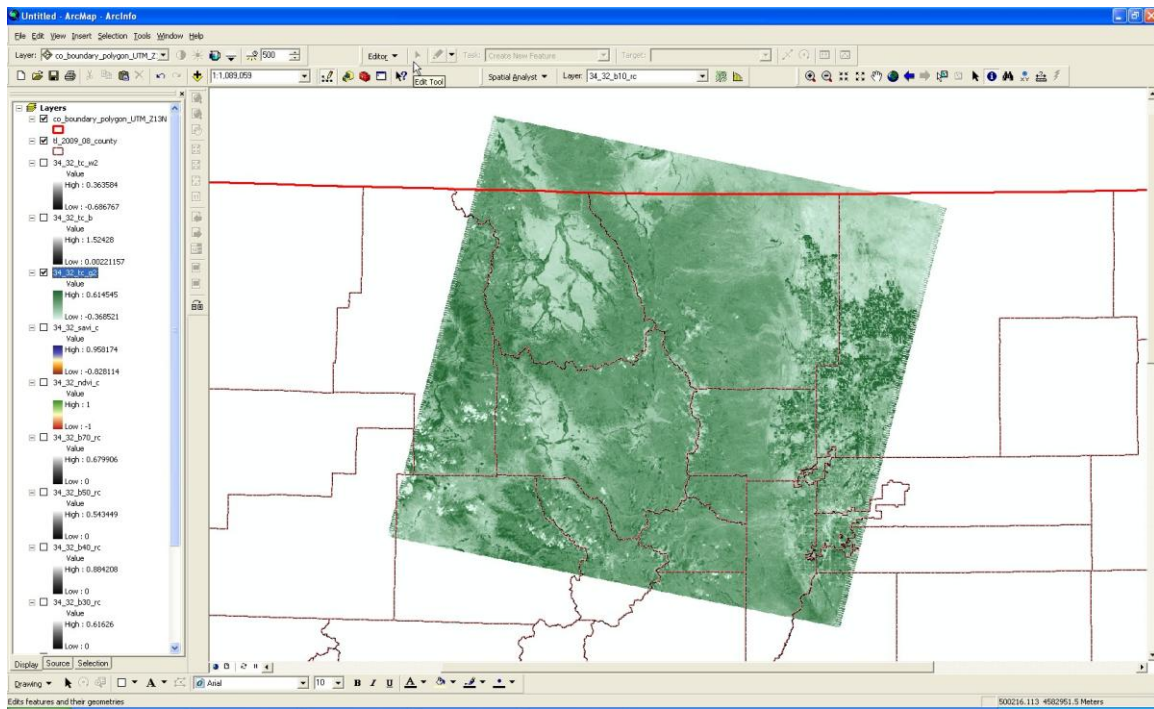 Untitled - ArcMap - ArcInfo
File Edit View Insert Selection Tools Window Help
Layer: co_boundary_polygon_UTM_Z 500 Editor Task: Create New Feature Target:
1:1,089,059 Edit Tool Spatial Analyst Layer: 34_32_b10_rc
Layers
co_boundary_polygon_UTM_Z13N
tl_2009_08_county
34_32_tc_w2
Value
High : 0.363584
Low : -0.686767
34_32_tc_b
Value
High : 1.52428
Low : 0.00221157
34_32_tc_g2
Value
High : 0.614545
Low : -0.368521
34_32_savi_c
Value
High : 0.958174
Low : -0.828114
34_32_ndvi_c
Value
High : 1
Low : -1
34_32_b70_rc
Value
High : 0.679906
Low : 0
34_32_b50_rc
Value
High : 0.543449
Low : 0
34_32_b40_rc
Value
High : 0.884208
Low : 0
34_32_b30_rc
Value
High : 0.61626
Low : 0
Display Source Selection
Drawing A Arial 10 B I U A
Edits features and their geometries 500216.113 4582951.5 Meters